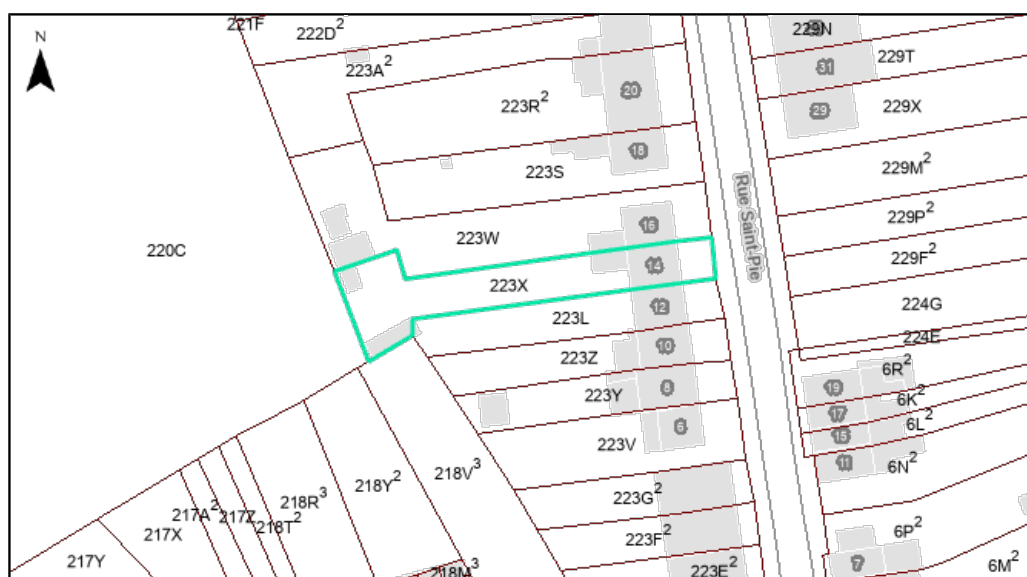 221F
222D²
229N
N
223A²
31
229T
20
223R²
29
229X
18
223S
229M²
Rue Saint-Pie
16
229P²
220C
223W
14
229F²
223X
12
223L
224G
10
223Z
224E
8
223Y
6R²
19
6K²
17
6L²
15
6
223V
11
6N²
218V³
218Y²
218R³
223G²
217A²
217Z
218T²
217X
223F²
6P²
217Y
218M³
223E²
7
6M²